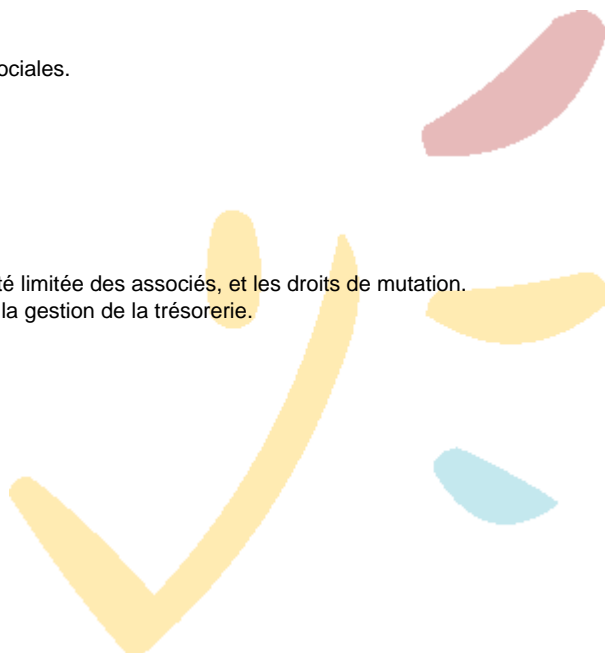 ociales.
té limitée des associés, et les droits de mutation.
la gestion de la trésorerie.